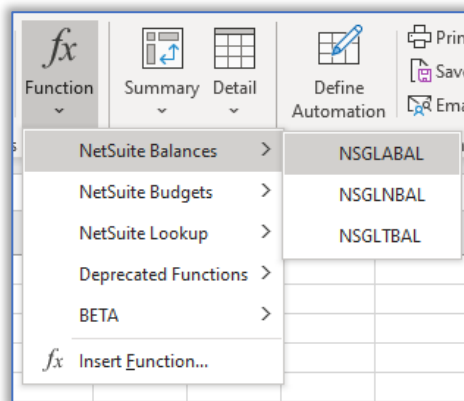 fx
Function
Summary
Detail
Define
Automation
NetSuite Balances
NetSuite Budgets
NetSuite Lookup
Deprecated Functions
BETA
fx Insert Function...
NSGLABAL
NSGLNBAL
NSGLTBAL